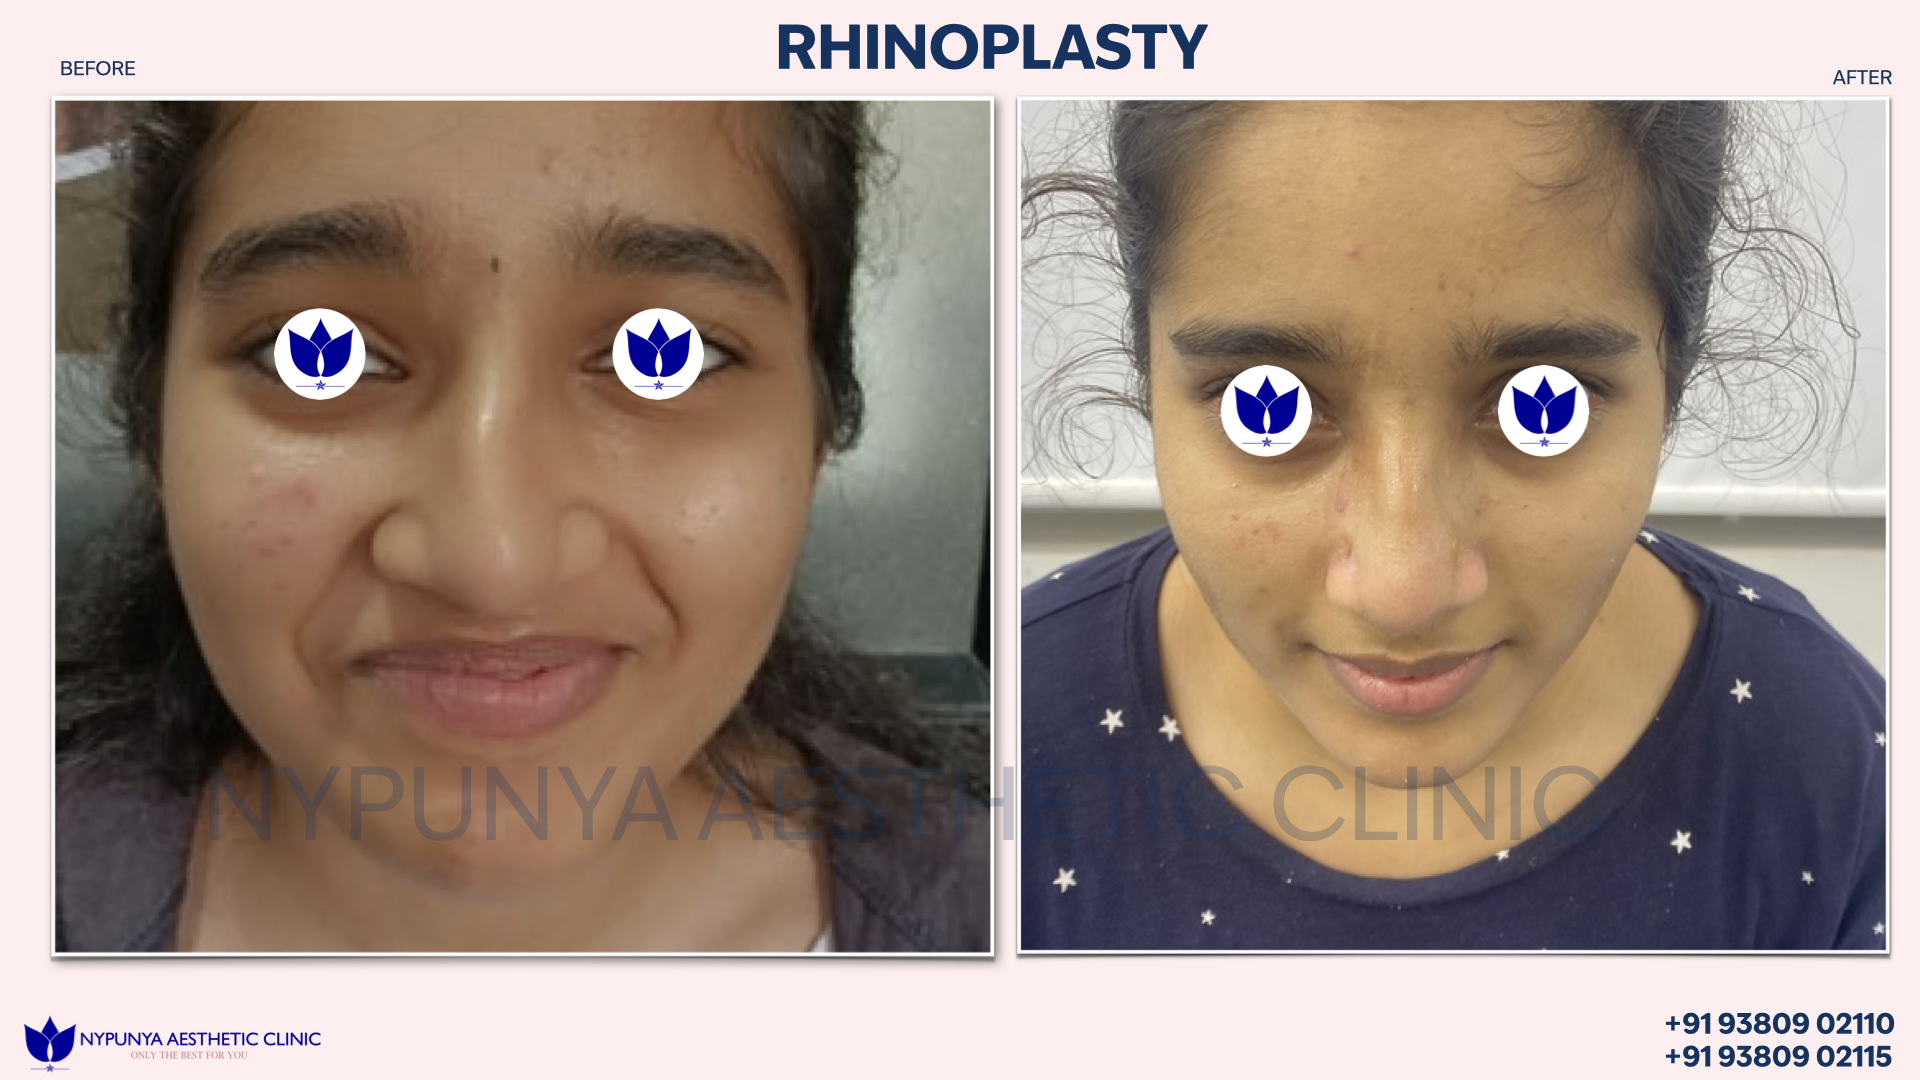 RHINOPLASTY
BEFORE
AFTER
NYPUNYA AESTHETIC CLINIC
NYPUNYA AESTHETIC CLINIC
ONLY THE BEST FOR YOU
+91 93809 02110
+91 93809 02115